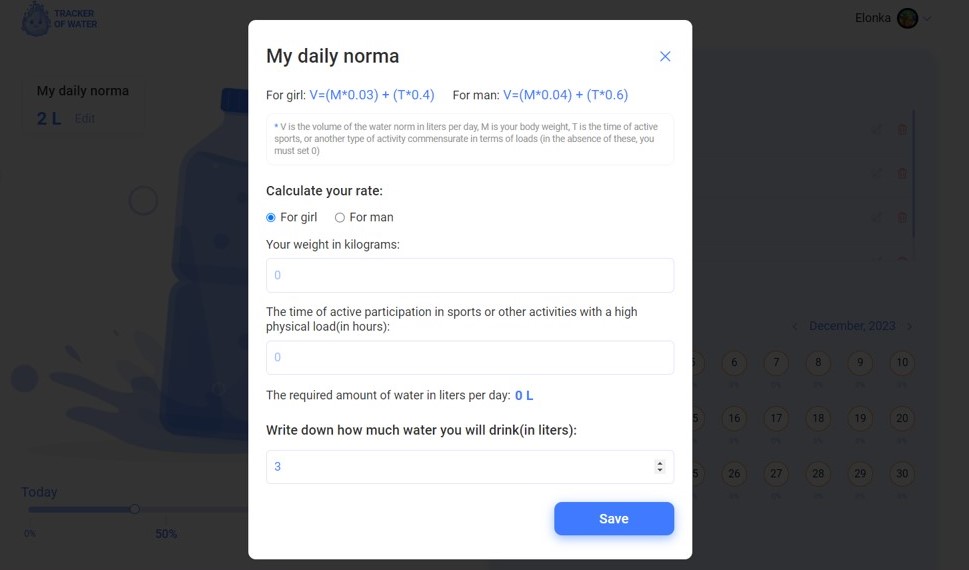 TRACKER
OF WATER
Elonka
My daily norma
2 L Edit
My daily norma
For girl: V=(M*0.03) + (T*0.4) For man: V=(M*0.04) + (T*0.6)
* V is the volume of the water norm in liters per day, M is your body weight, T is the time of active
sports, or another type of activity commensurate in terms of loads (in the absence of these, you
must set 0)
Calculate your rate:
For girl For man
Your weight in kilograms:
0
The time of active participation in sports or other activities with a high
physical load(in hours):
0
The required amount of water in liters per day: 0 L
Write down how much water you will drink(in liters):
3
Save
December, 2023
6 7 8 9 10
16 17 18 19 20
26 27 28 29 30
Today
0% 50%